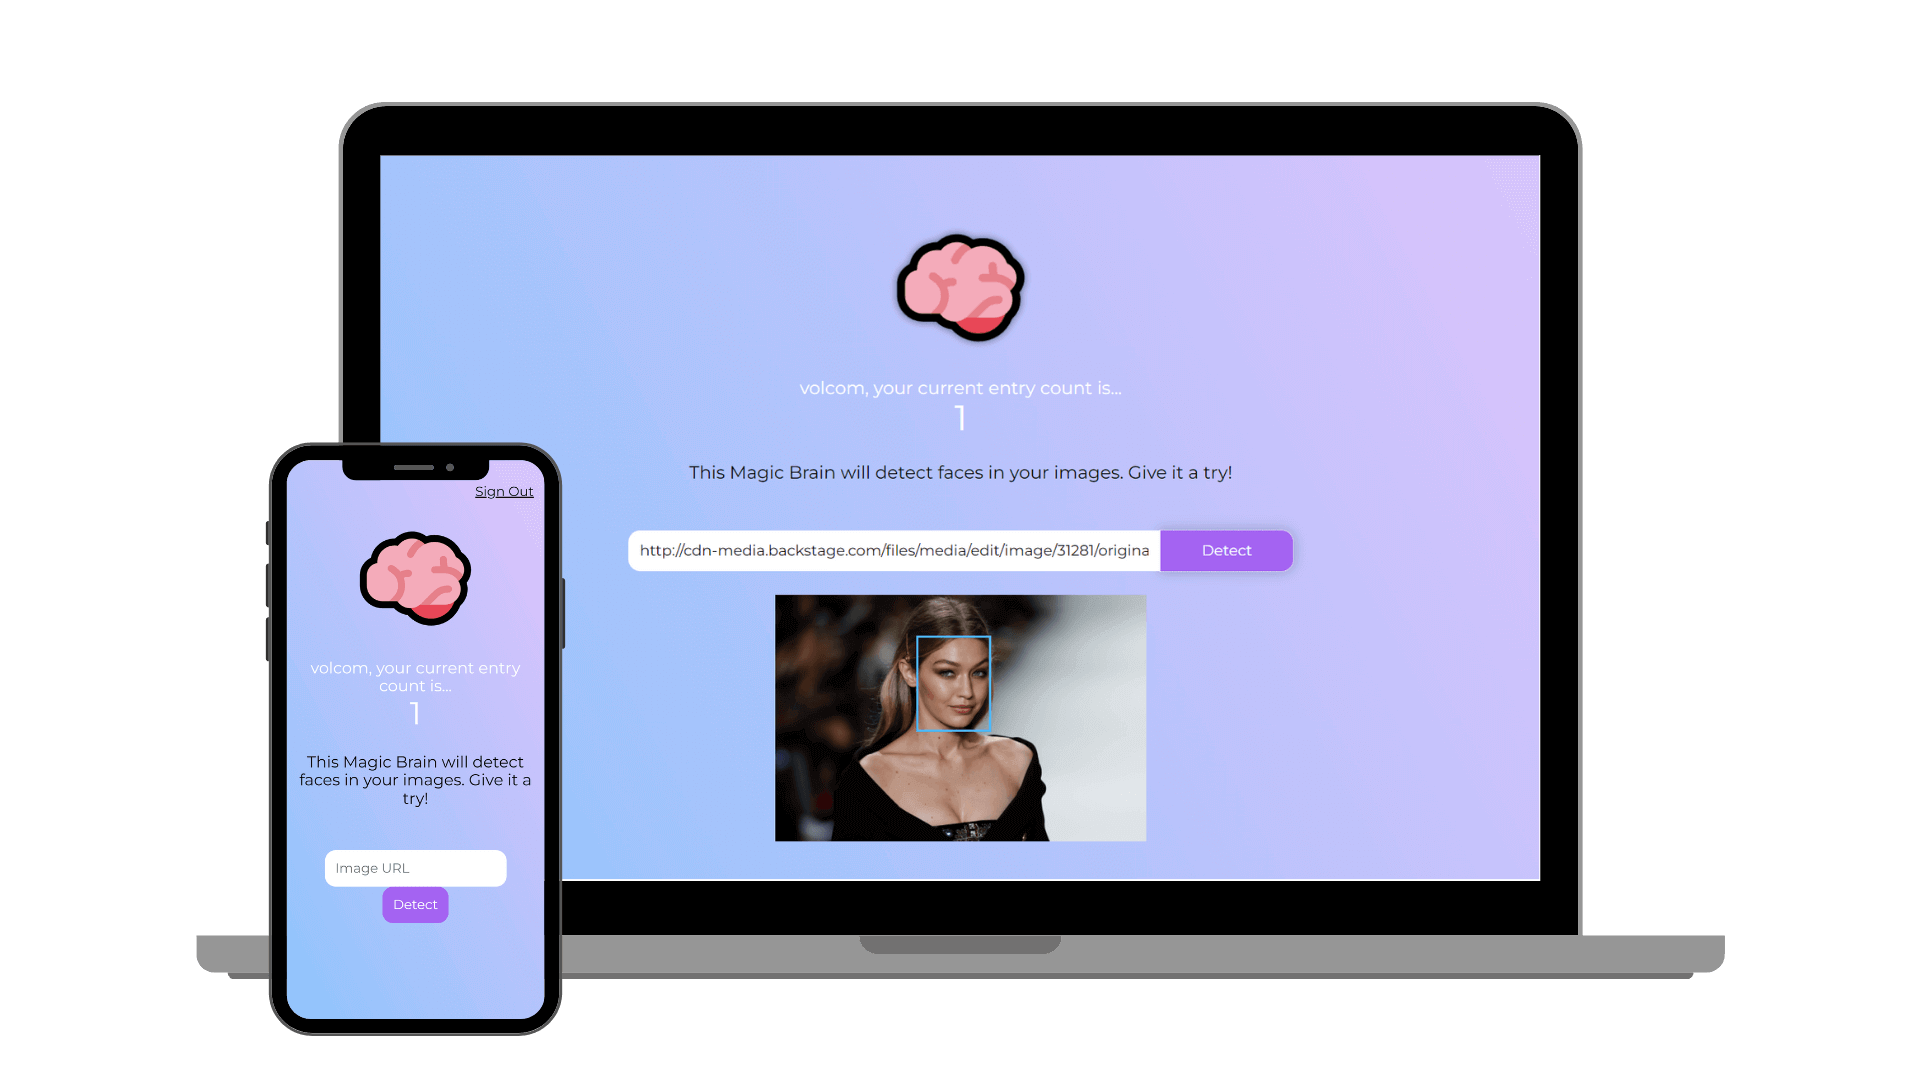 volcom, your current entry count is...
1
This Magic Brain will detect faces in your images. Give it a try!
http://cdn-media.backstage.com/files/media/edit/image/31281/origina
Detect
Sign Out
volcom, your current entry
count is...
1
This Magic Brain will detect
faces in your images. Give it a
try!
Image URL
Detect